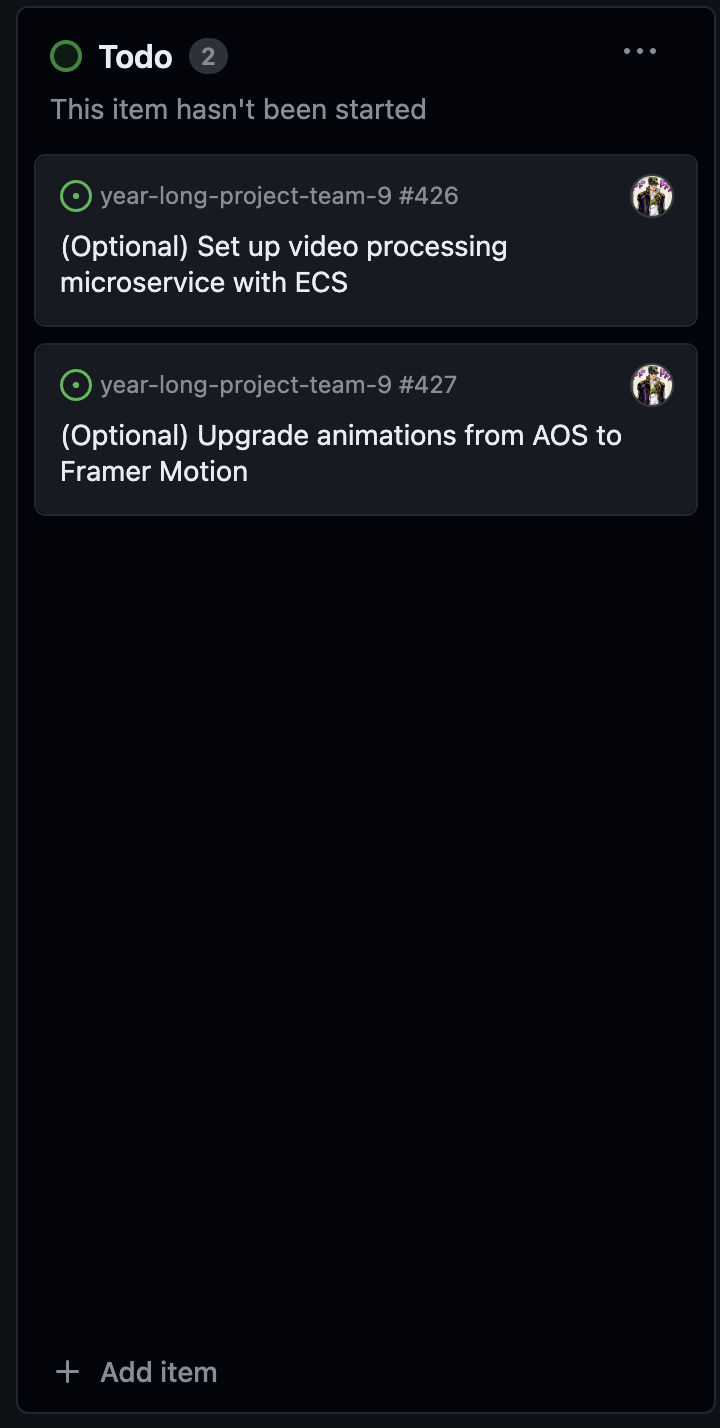 Todo 2
This item hasn't been started
year-long-project-team-9 #426
(Optional) Set up video processing
microservice with ECS
year-long-project-team-9 #427
(Optional) Upgrade animations from AOS to
Framer Motion
Add item